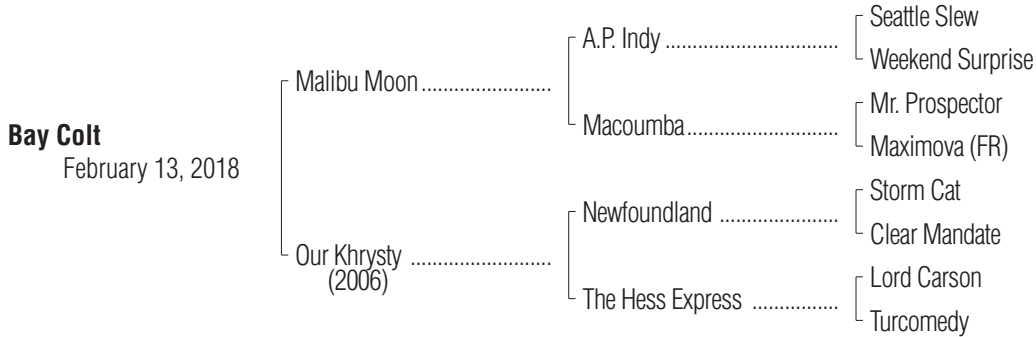 Seattle Slew
A.P. Indy ..................................
Weekend Surprise
Malibu Moon.........................
Mr. Prospector
Macoumba..............................
Maximova (FR)
Bay Colt
February 13, 2018
Storm Cat
Newfoundland .......................
Clear Mandate
Our Khrysty ...........................
(2006)
Lord Carson
The Hess Express .................
Turcomedy